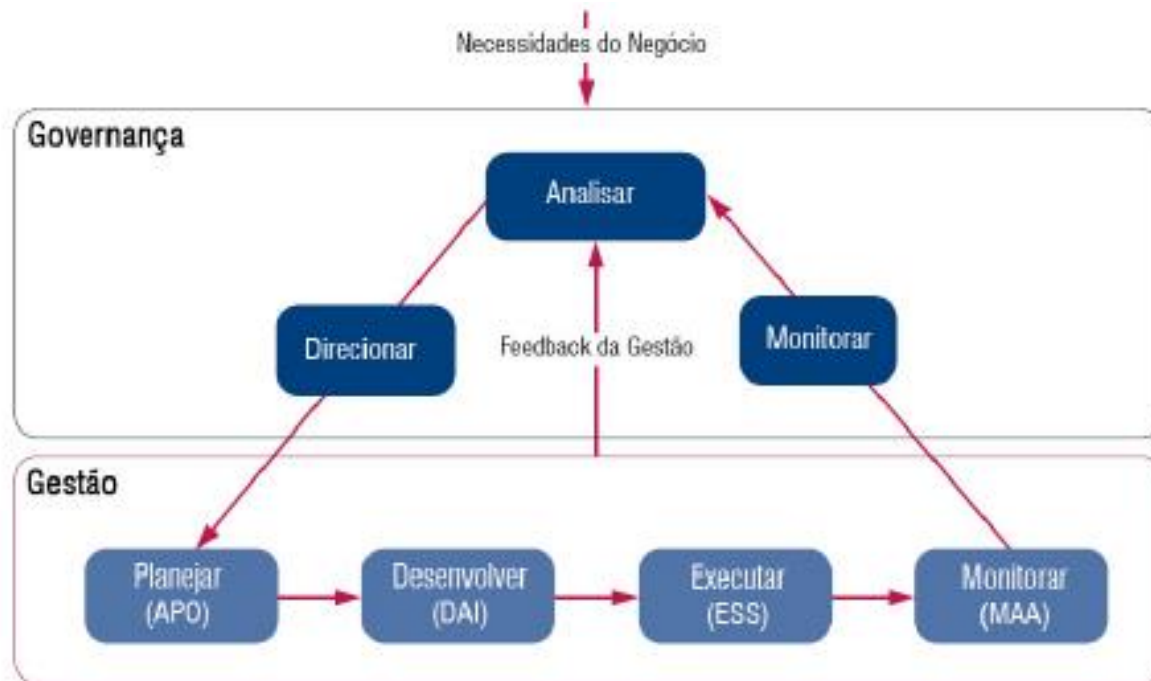 Necessidades do Negócio
Governança
Analisar
Direcionar
Feedback da Gestão
Monitorar
Gestão
Planejar
(APO)
Desenvolver
(DAI)
Executar
(ESS)
Monitorar
(MAA)